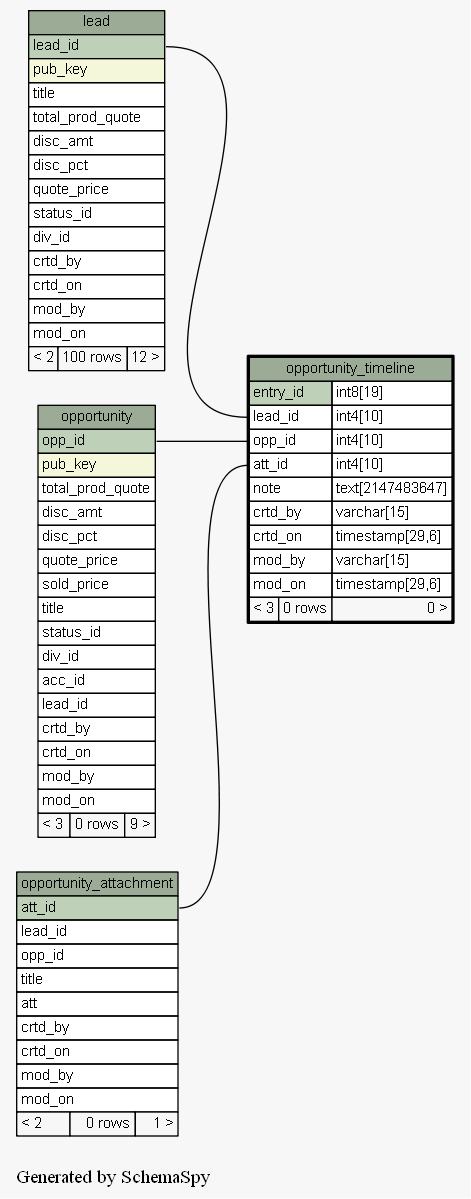 lead
lead_id
pub_key
title
total_prod_quote
disc_amt
disc_pct
quote_price
status_id
div_id
crtd_by
crtd_on
mod_by
mod_on
< 2 100 rows 12 >
opportunity_timeline
entry_id int8[19]
lead_id int4[10]
opp_id int4[10]
att_id int4[10]
note text[2147483647]
crtd_by varchar[15]
crtd_on timestamp[29,6]
mod_by varchar[15]
mod_on timestamp[29,6]
< 3 0 rows 0 >
opportunity
opp_id
pub_key
total_prod_quote
disc_amt
disc_pct
quote_price
sold_price
title
status_id
div_id
acc_id
lead_id
crtd_by
crtd_on
mod_by
mod_on
< 3 0 rows 9 >
opportunity_attachment
att_id
lead_id
opp_id
title
att
crtd_by
crtd_on
mod_by
mod_on
< 2 0 rows 1 >
Generated by SchemaSpy